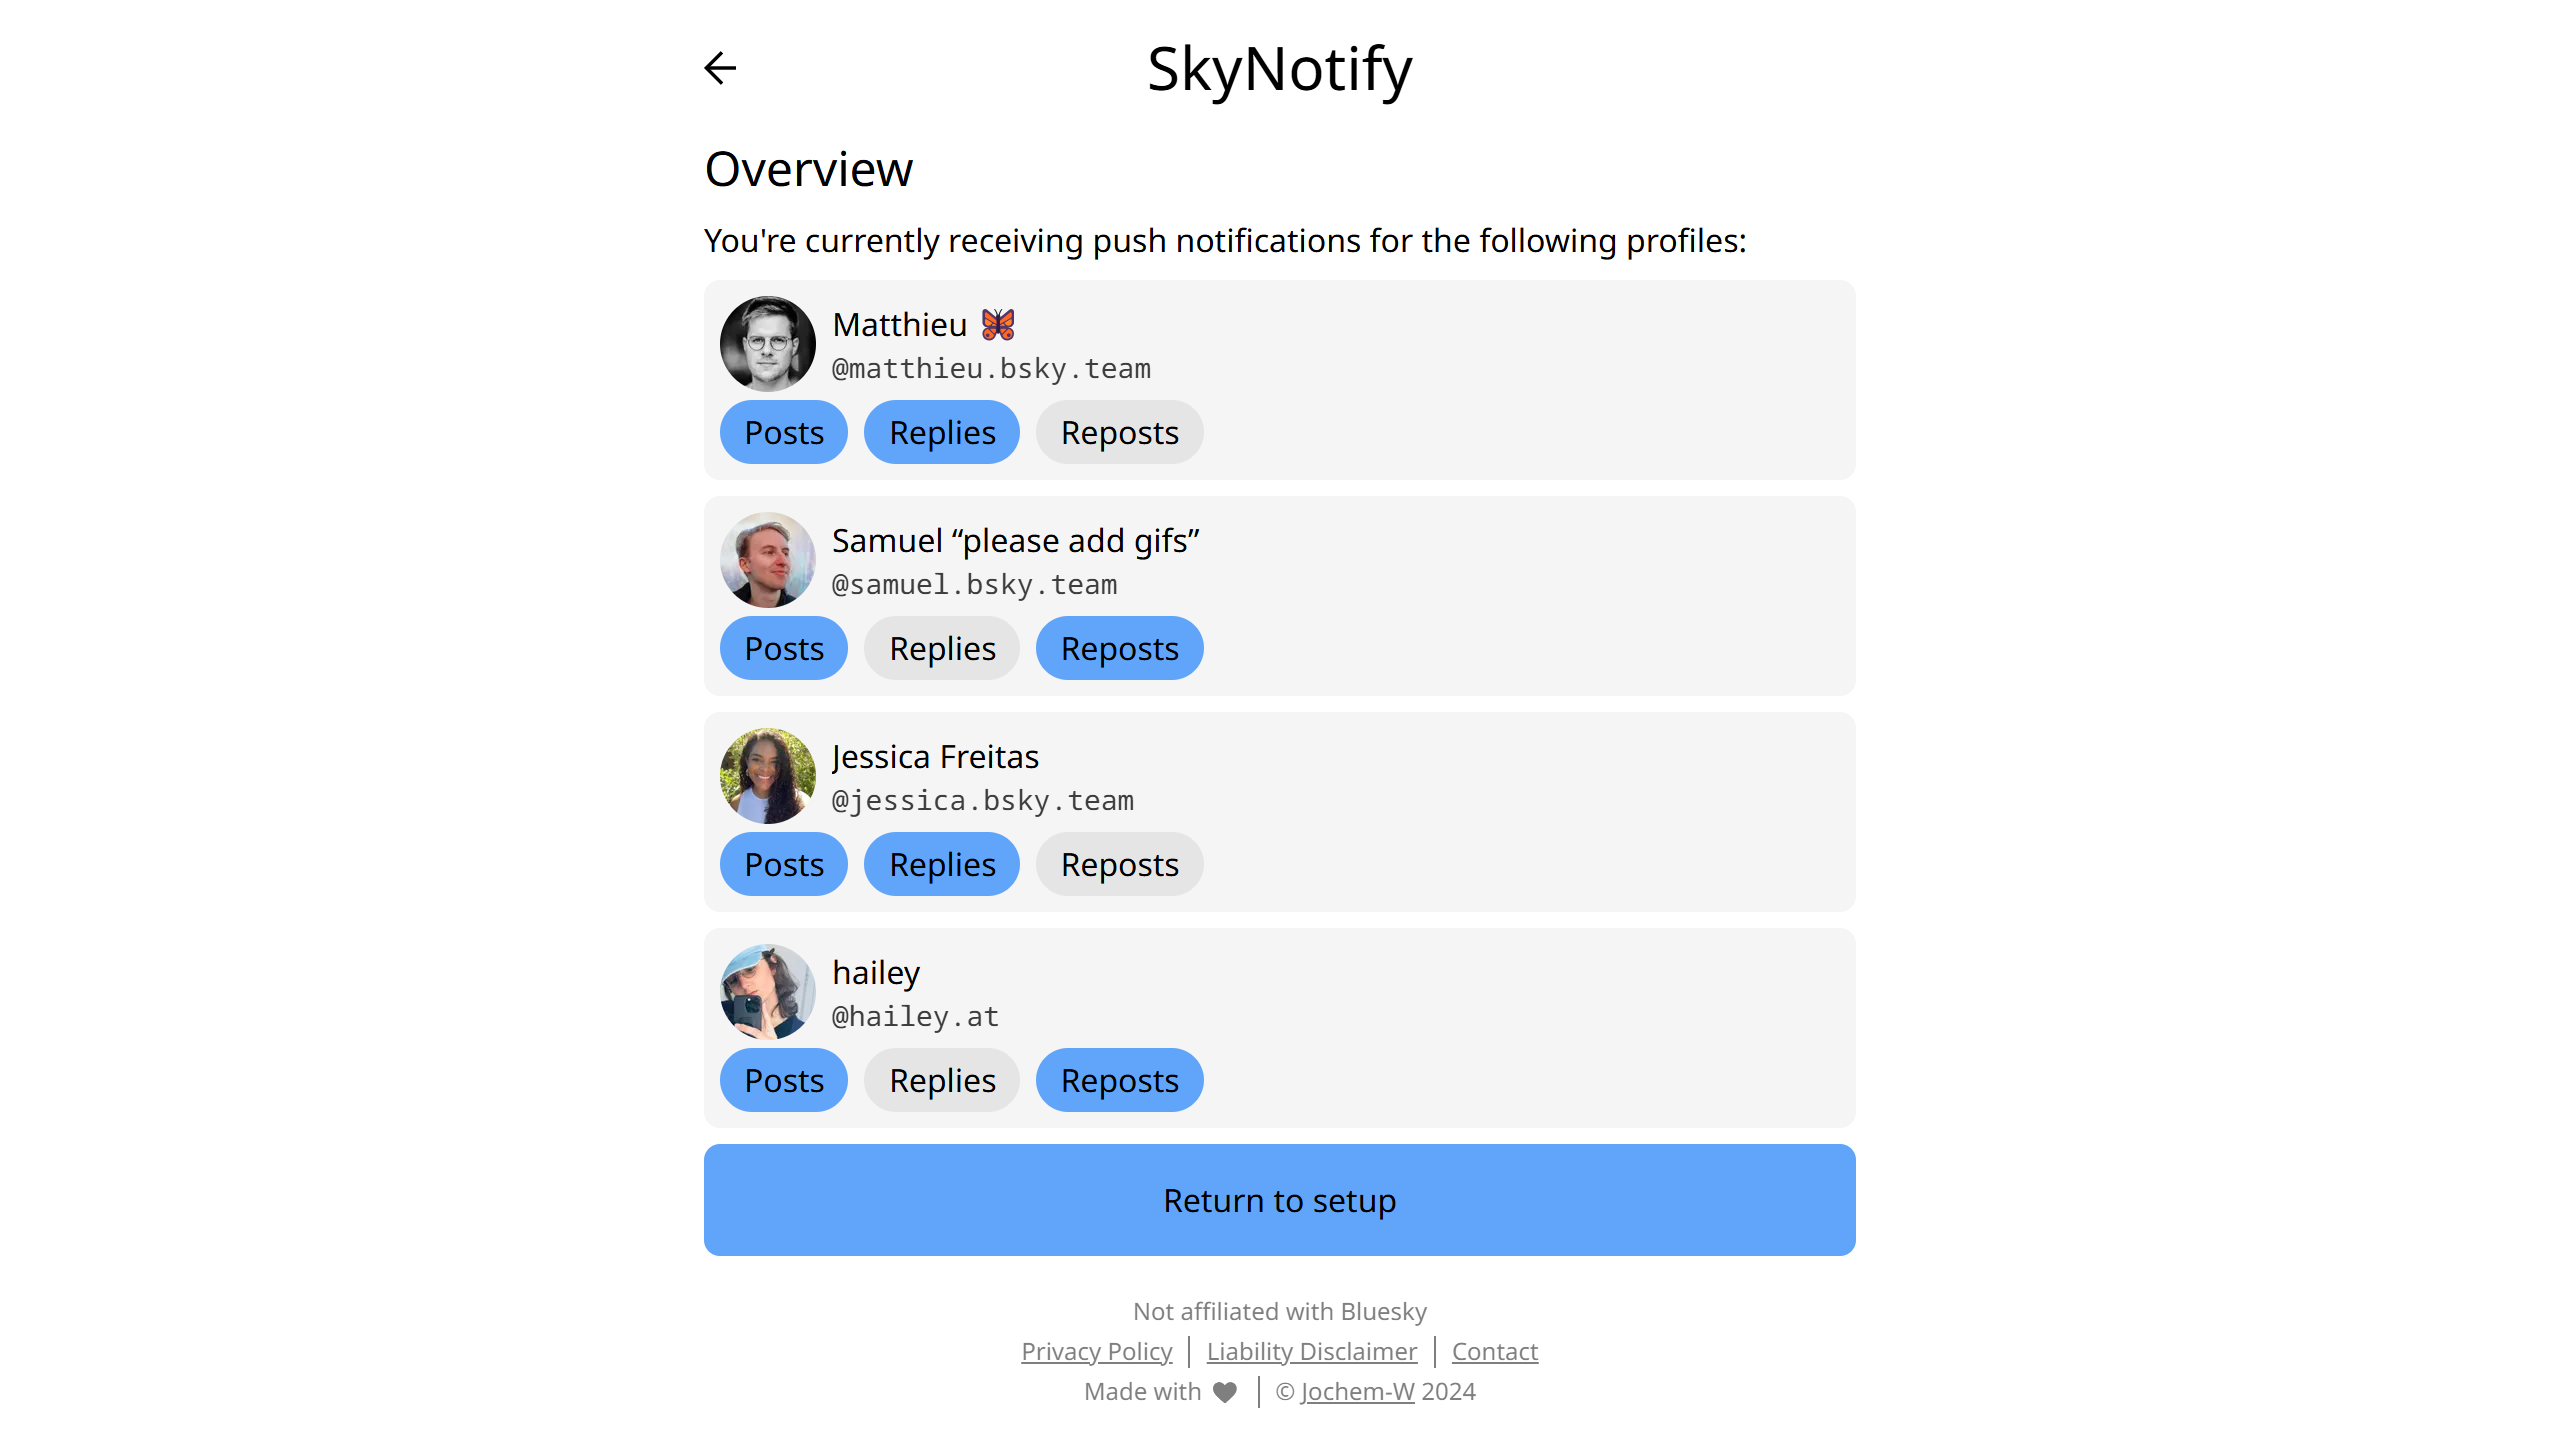 SkyNotify
Overview
You're currently receiving push notifications for the following profiles:
Matthieu 🦋
@matthieu.bsky.team
Posts Replies Reposts
Samuel “please add gifs”
@samuel.bsky.team
Posts Replies Reposts
Jessica Freitas
@jessica.bsky.team
Posts Replies Reposts
hailey
@hailey.at
Posts Replies Reposts
Return to setup
Not affiliated with Bluesky
Privacy Policy | Liability Disclaimer | Contact
Made with ♥ | © Jochem-W 2024